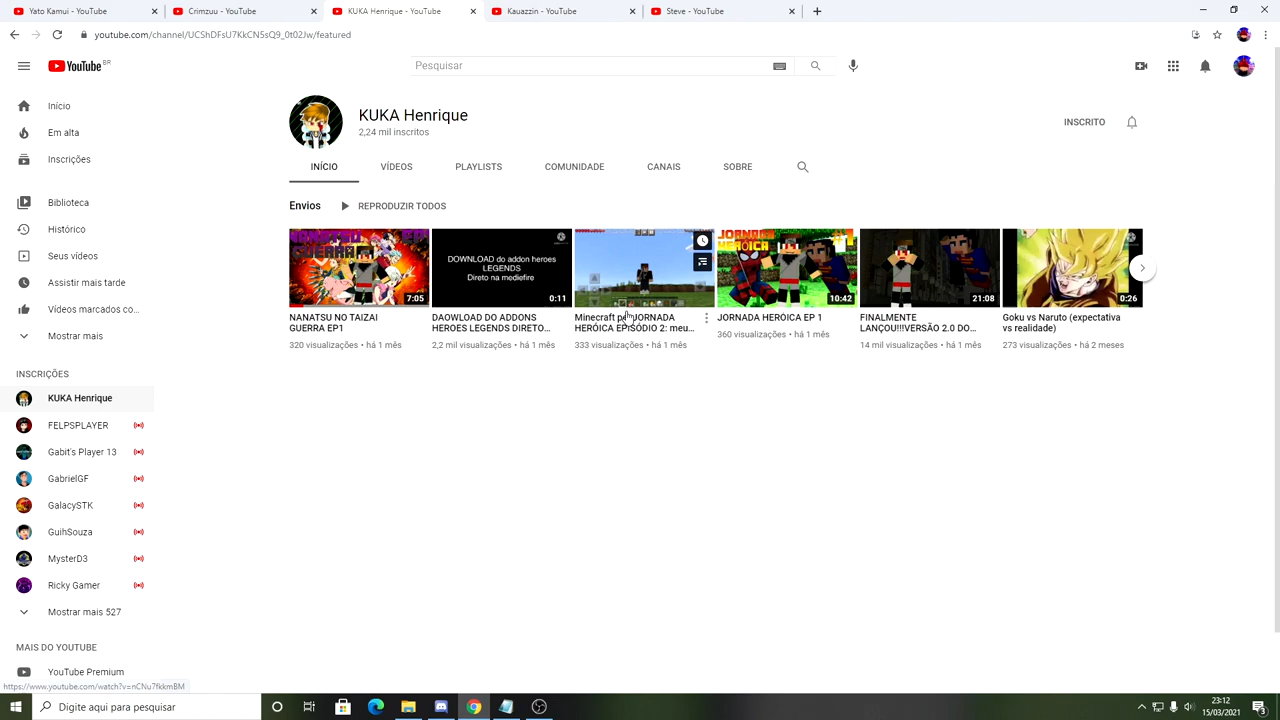 Yato Kamui - YouTube
Crimzuu - YouTube
KUKA Henrique - YouTube
Kauazzin - YouTube
Steve - YouTube
youtube.com/channel/UCShDFsU7KkCN5sQ9_0t02Jw/featured
YouTube BR
Pesquisar
Início
Em alta
Inscrições
Biblioteca
Histórico
Seus vídeos
Assistir mais tarde
Vídeos marcados co...
Mostrar mais
INSCRIÇÕES
KUKA Henrique
FELPSPLAYER
Gabit's Player 13
GabrielGF
GalacySTK
GuihSouza
MysterD3
Ricky Gamer
Mostrar mais 527
MAIS DO YOUTUBE
YouTube Premium
https://www.youtube.com/watch?v=nCNu7fkkmBM
KUKA Henrique
2,24 mil inscritos
INSCRITO
INÍCIO VÍDEOS PLAYLISTS COMUNIDADE CANAIS SOBRE
Envios REPRODUZIR TODOS
NANATSU
GUERRA
7:05
NANATSU NO TAIZAI
GUERRA EP1
320 visualizações • há 1 mês
DOWNLOAD do addon heroes
LEGENDS
Direto na mediefire
0:11
DAOWLOAD DO ADDONS
HEROES LEGENDS DIRETO...
2,2 mil visualizações • há 1 mês
Minecraft JORNADA
HERÓICA EPISÓDIO 2: meu...
333 visualizações • há 1 mês
JORNADA
HERÓICA
#1
10:42
JORNADA HERÓICA EP 1
360 visualizações • há 1 mês
21:08
FINALMENTE
LANÇOU!!!VERSÃO 2.0 DO...
14 mil visualizações • há 1 mês
0:26
Goku vs Naruto (expectativa
vs realidade)
273 visualizações • há 2 meses
Digite aqui para pesquisar
23:12
15/03/2021
3